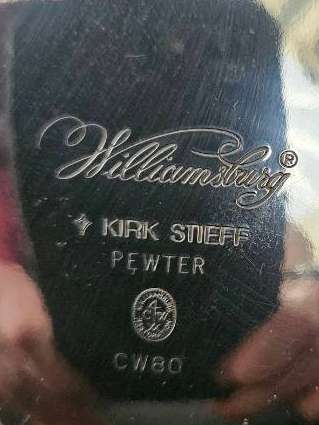 Williamsburg®
KIRK STIEFF
PEWTER
CW80